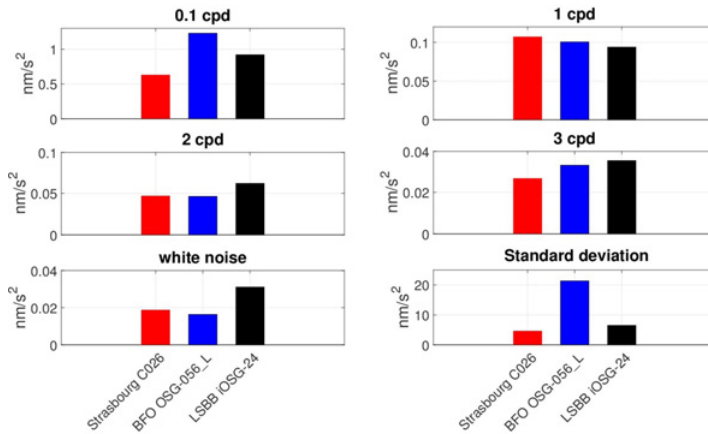 0.1 cpd
nm/s²
1
0.5
0
1 cpd
nm/s²
0.1
0.05
0
2 cpd
nm/s²
0.1
0.05
0
3 cpd
nm/s²
0.04
0.02
0
white noise
nm/s²
0.04
0.02
0
Strasbourg C026
BFO OSG-056_L
LSBB iOSG-24
Standard deviation
nm/s²
20
10
0
Strasbourg C026
BFO OSG-056_L
LSBB iOSG-24